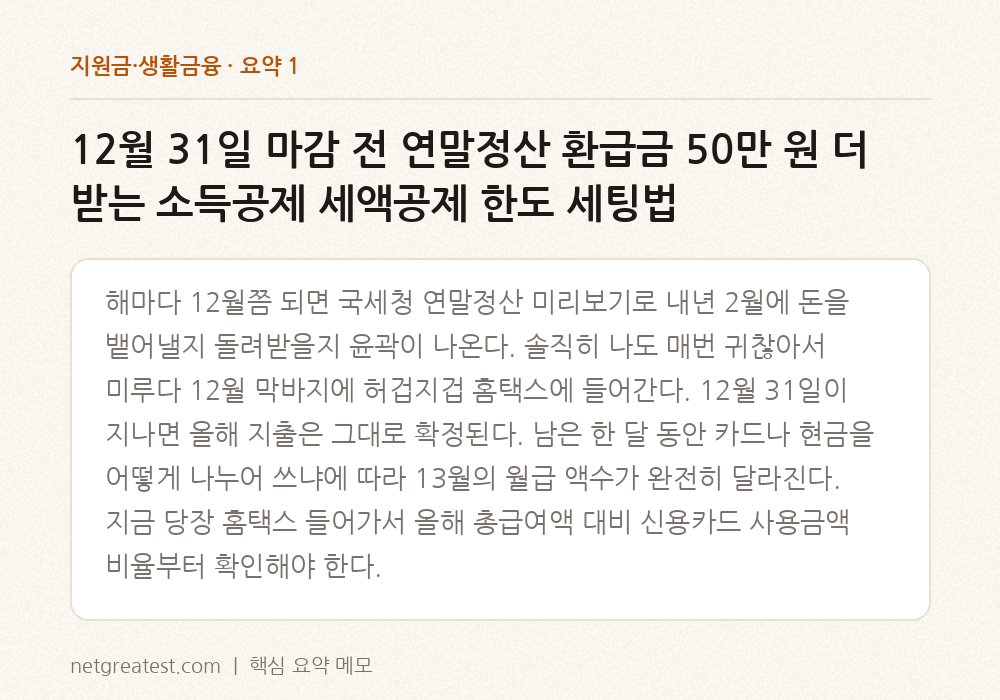 지원금·생활금융 · 요약 1
12월 31일 마감 전 연말정산 환급금 50만 원 더
받는 소득공제 세액공제 한도 세팅법
해마다 12월쯤 되면 국세청 연말정산 미리보기로 내년 2월에 돈을
뱉어낼지 돌려받을지 윤곽이 나온다. 솔직히 나도 매번 귀찮아서
미루다 12월 막바지에 허겁지겁 홈택스에 들어간다. 12월 31일이
지나면 올해 지출은 그대로 확정된다. 남은 한 달 동안 카드나 현금을
어떻게 나누어 쓰냐에 따라 13월의 월급 액수가 완전히 달라진다.
지금 당장 홈택스 들어가서 올해 총급여액 대비 신용카드 사용금액
비율부터 확인해야 한다.
netgreatest.com | 핵심 요약 메모